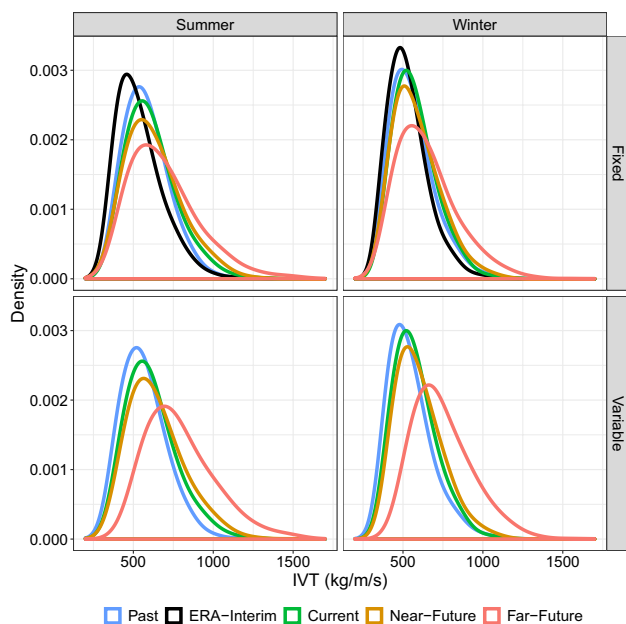 Summer
Winter
0.003
0.002
0.001
0.000
Fixed
Density
0.003
0.002
0.001
0.000
Variable
500
1000
1500
500
1000
1500
IVT (kg/m/s)
Past
ERA−Interim
Current
Near−Future
Far−Future